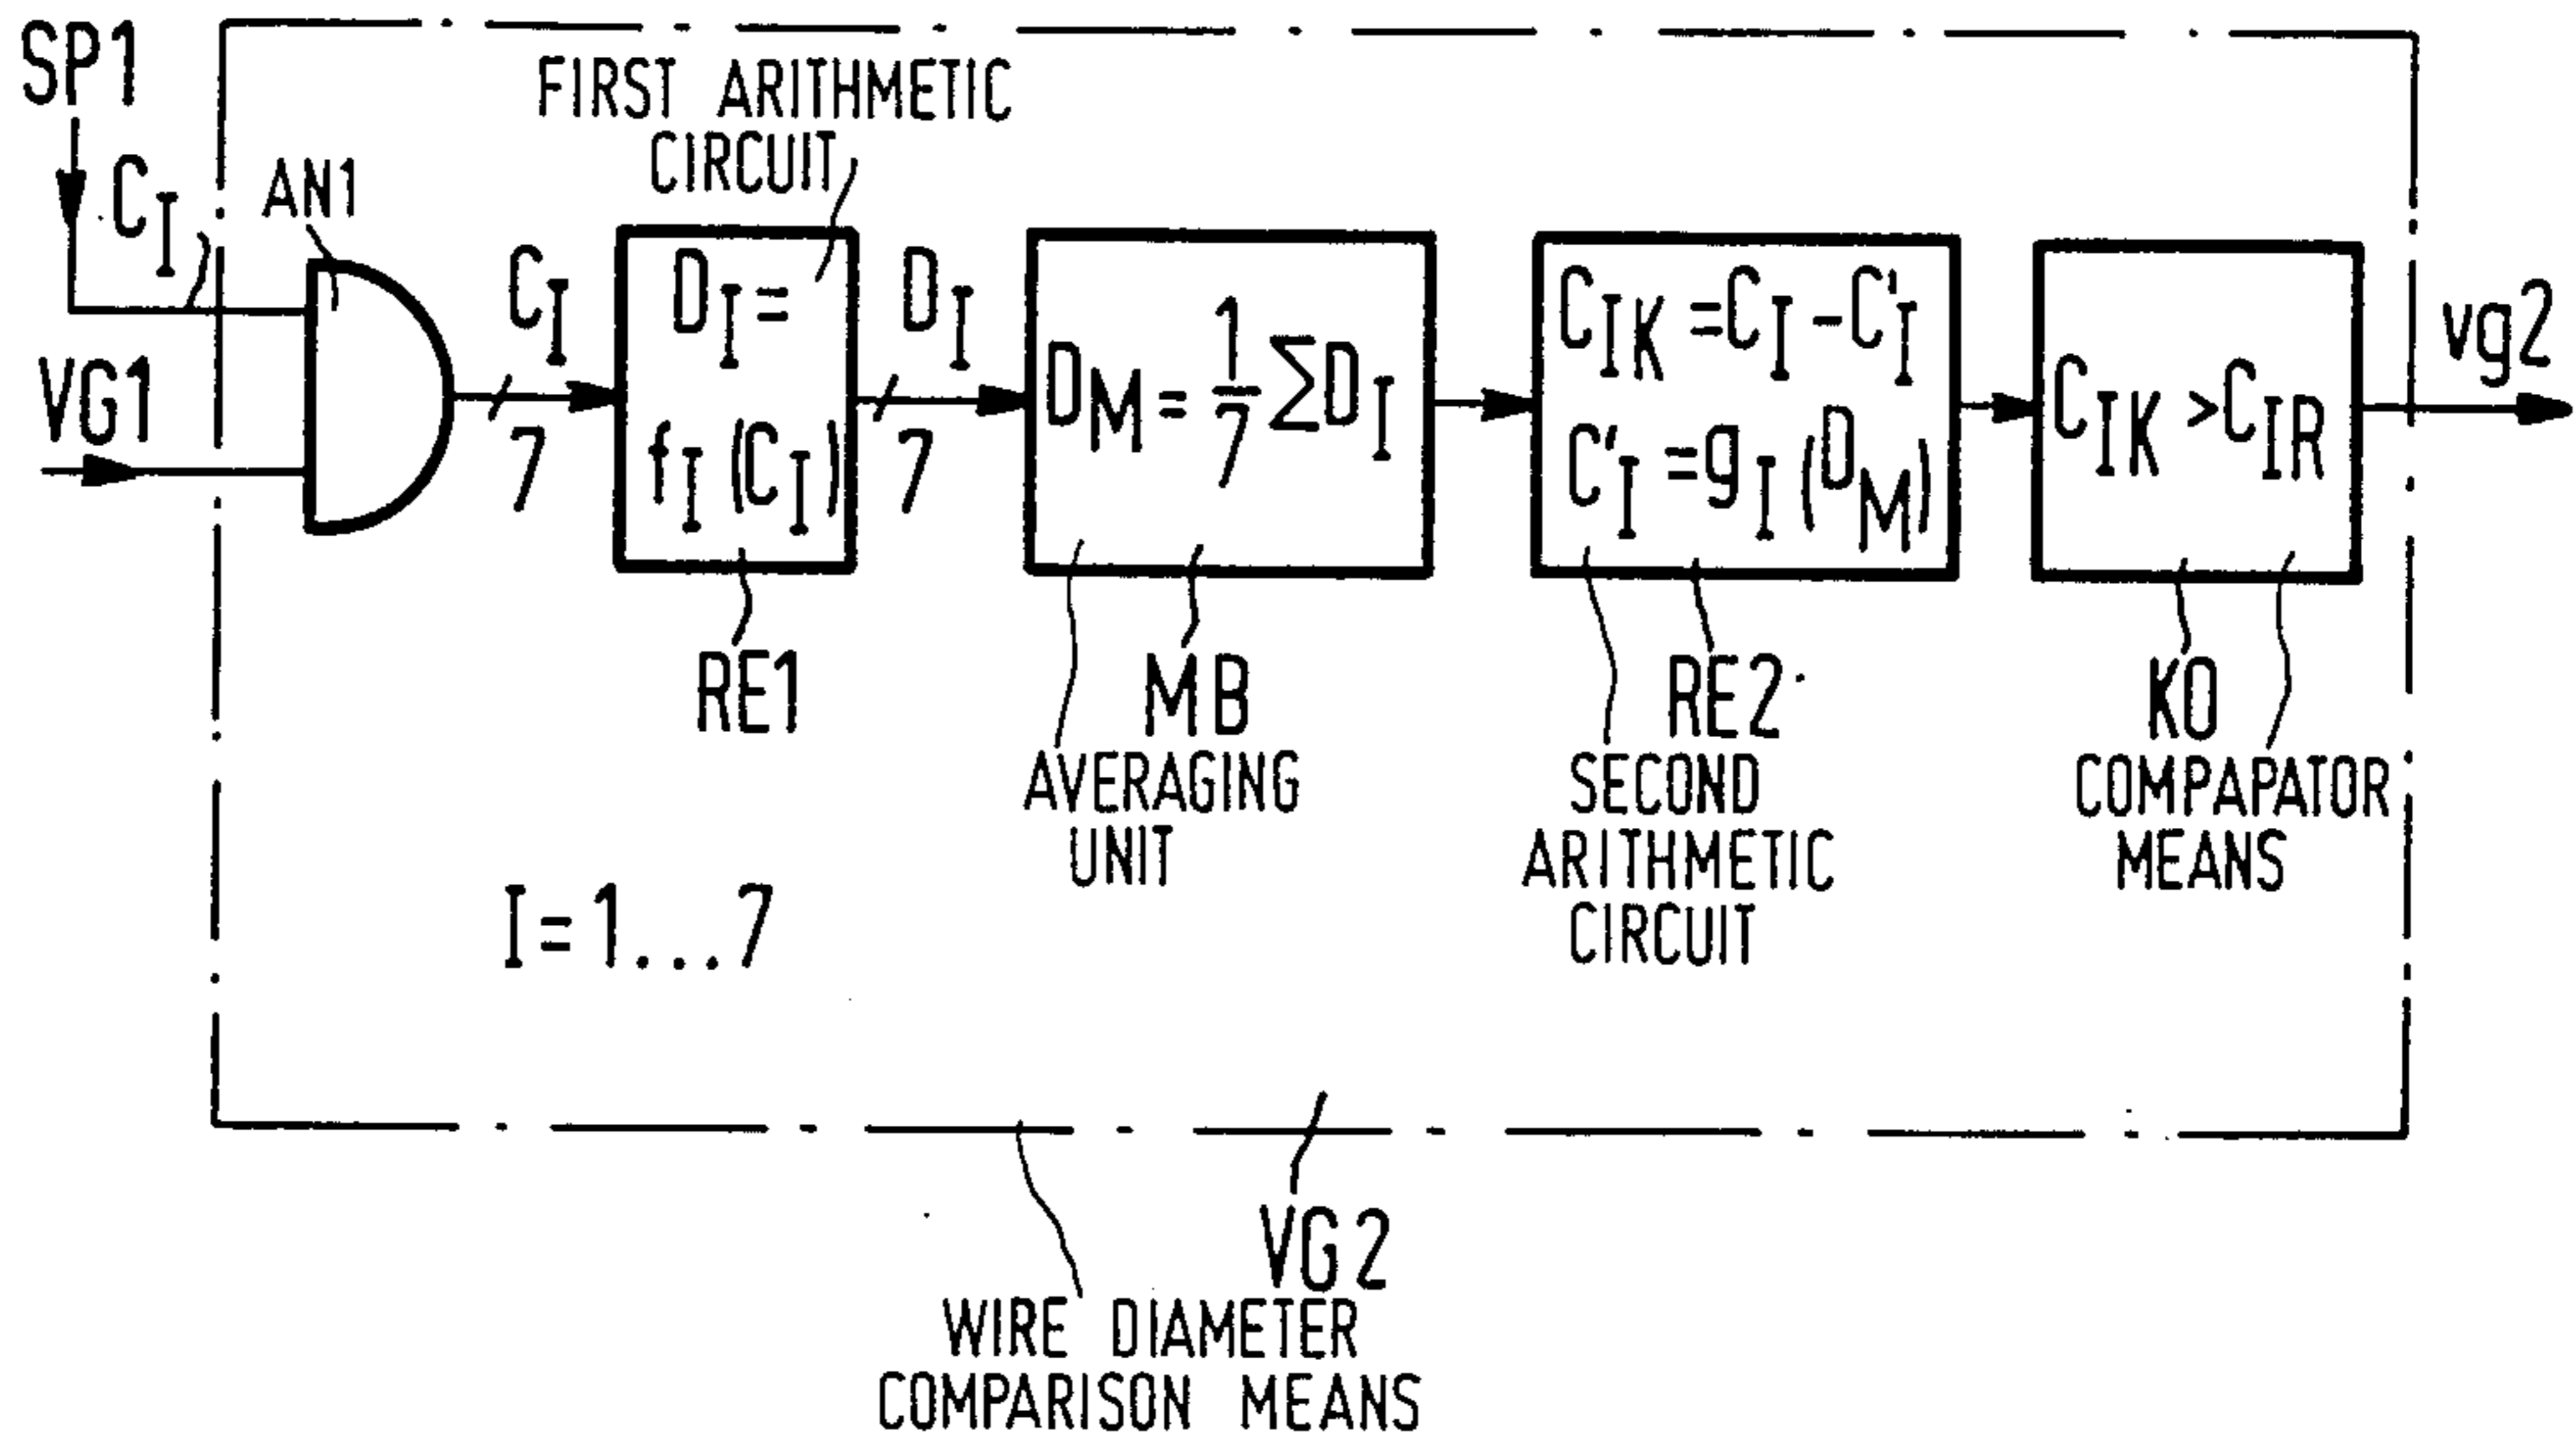 SP1
FIRST ARITHMETIC
CIRCUIT
C_I
AN1
VG1
C_I
7
D_I =
f_I (C_I)
D_I
7
D_M = 1/7 ΣD_I
C_IK = C_I - C'_I
C'_I = g_I (D_M)
C_IK > C_IR
vg2
RE1
MB
RE2
KO
AVERAGING
UNIT
SECOND
ARITHMETIC
CIRCUIT
COMPAPATOR
MEANS
I = 1...7
VG2
WIRE DIAMETER
COMPARISON MEANS